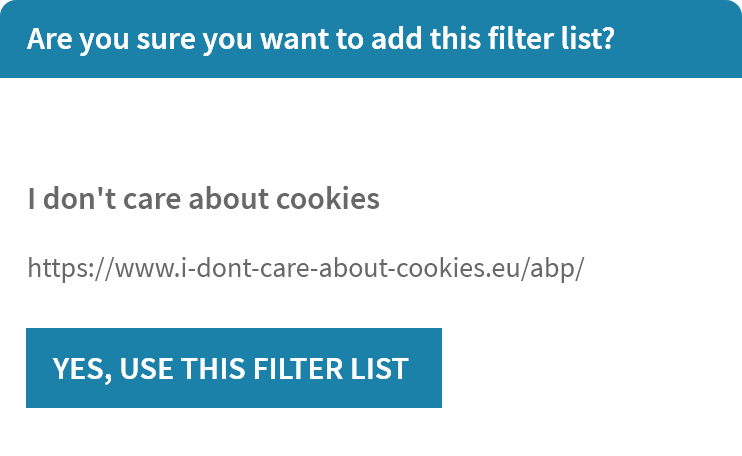 Are you sure you want to add this filter list?
I don't care about cookies
https://www.i-dont-care-about-cookies.eu/abp/
YES, USE THIS FILTER LIST